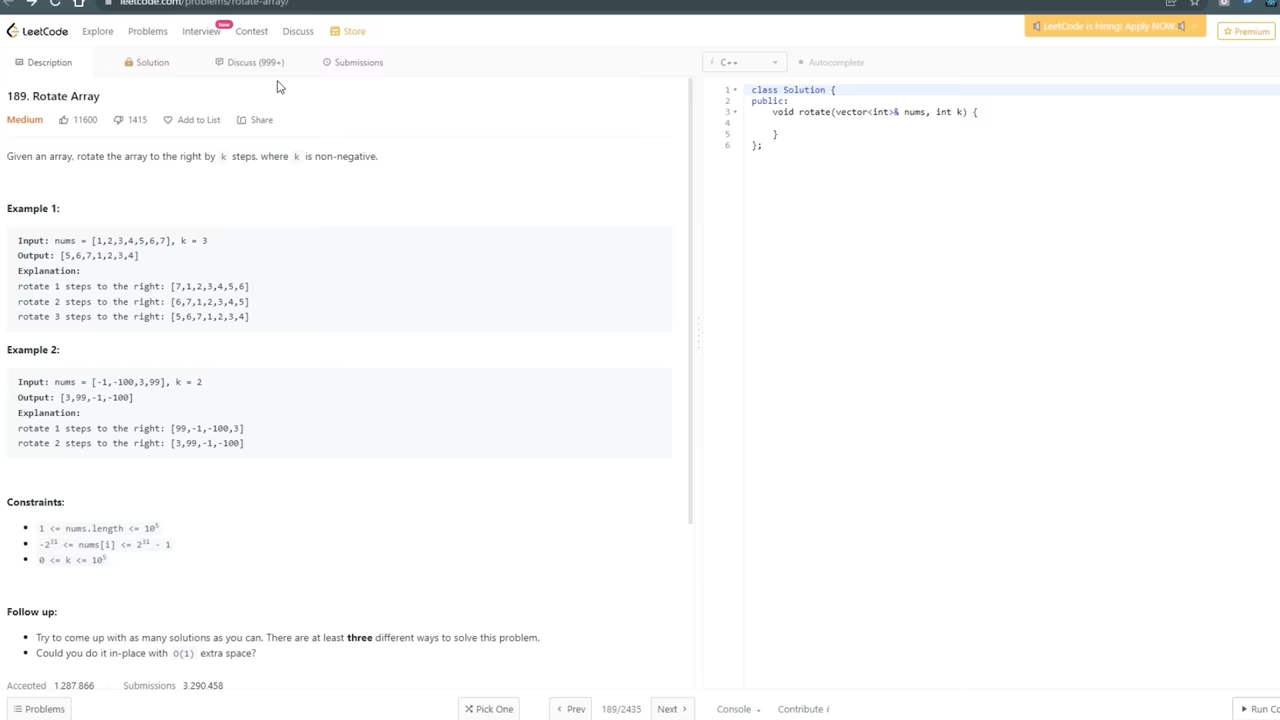 leetcode.com/problems/rotate-array/
LeetCode
Explore
Problems
Interview
New
Contest
Discuss
Store
LeetCode is hiring! Apply NOW.
Premium
Description
Solution
Discuss (999+)
Submissions
i C++
Autocomplete
189. Rotate Array
Medium
11600
1415
Add to List
Share
Given an array, rotate the array to the right by k steps, where k is non-negative.
Example 1:
Input: nums = [1,2,3,4,5,6,7], k = 3
Output: [5,6,7,1,2,3,4]
Explanation:
rotate 1 steps to the right: [7,1,2,3,4,5,6]
rotate 2 steps to the right: [6,7,1,2,3,4,5]
rotate 3 steps to the right: [5,6,7,1,2,3,4]
Example 2:
Input: nums = [-1,-100,3,99], k = 2
Output: [3,99,-1,-100]
Explanation:
rotate 1 steps to the right: [99,-1,-100,3]
rotate 2 steps to the right: [3,99,-1,-100]
Constraints:
1 <= nums.length <= 10⁵
-2³¹ <= nums[i] <= 2³¹ - 1
0 <= k <= 10⁵
Follow up:
Try to come up with as many solutions as you can. There are at least three different ways to solve this problem.
Could you do it in-place with O(1) extra space?
Accepted 1,287,866 Submissions 3,290,458
1 class Solution {
2 public:
3 void rotate(vector<int>& nums, int k) {
4
5 }
6 };
Problems
Pick One
Prev
189/2435
Next
Console
Contribute i
Run Co